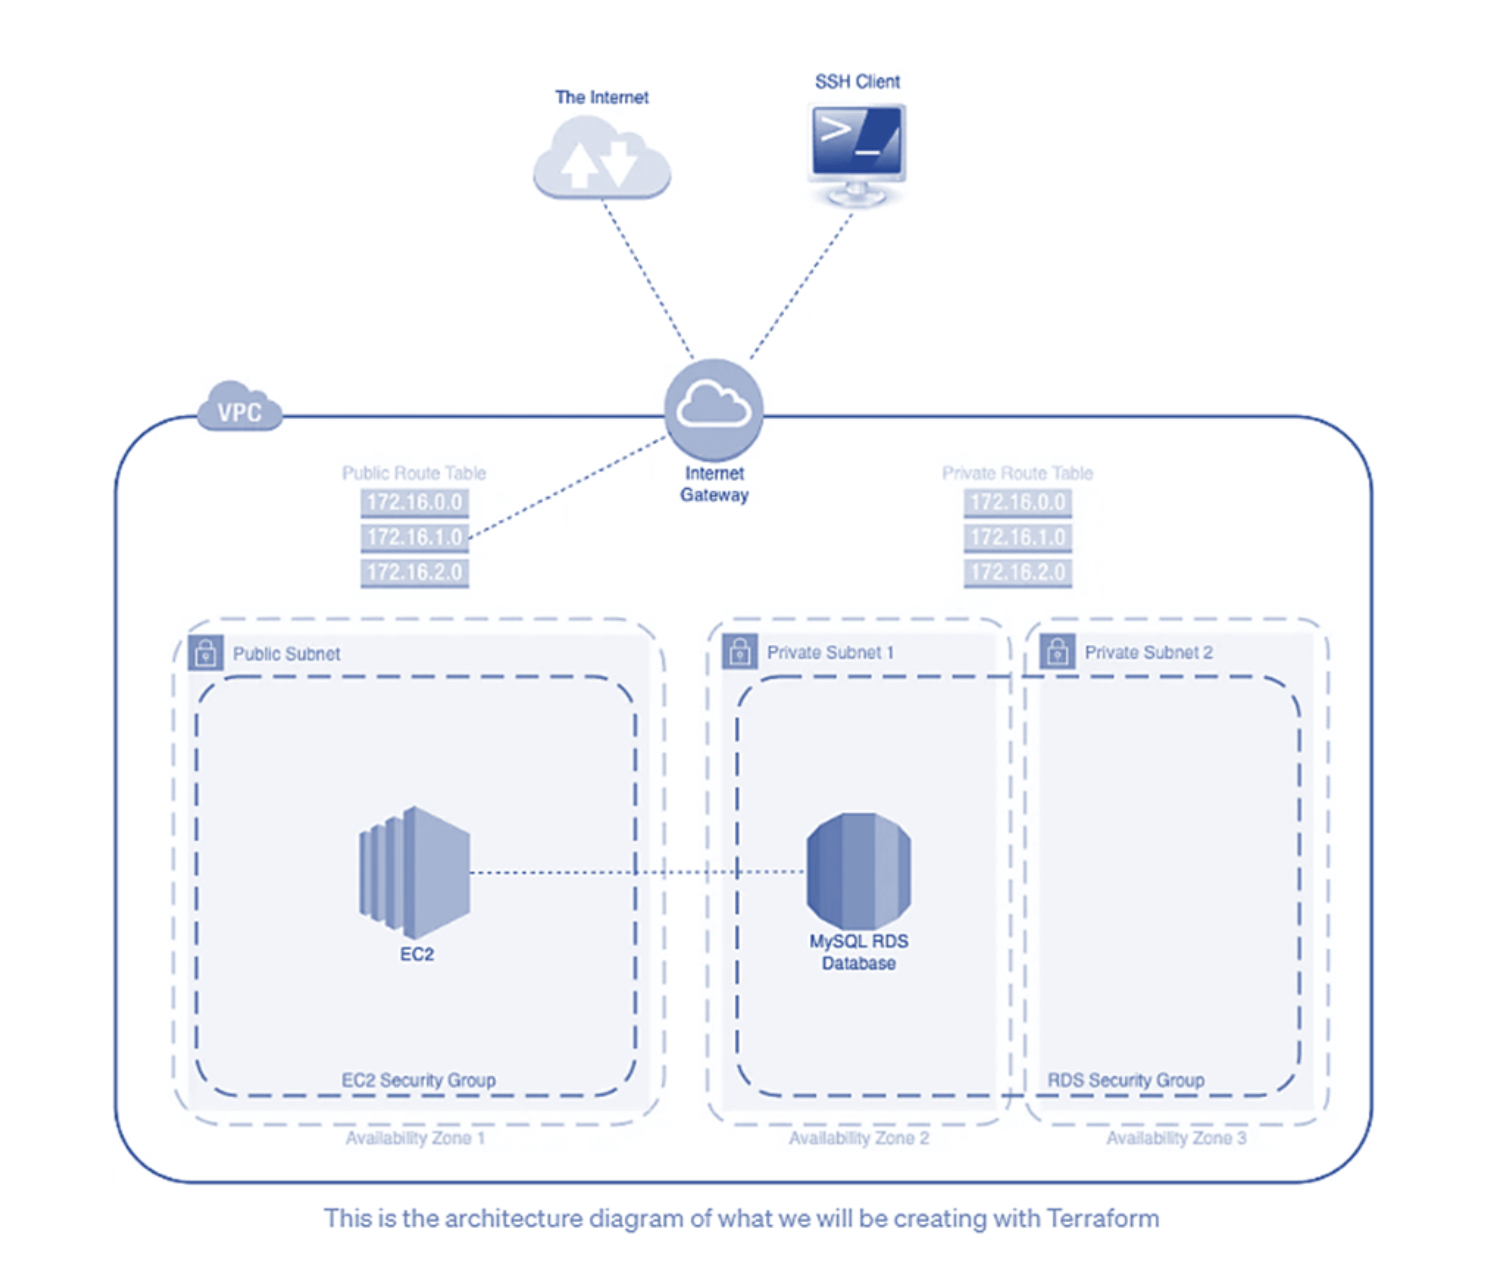 SSH Client
The Internet
VPC
Internet
Gateway
Public Route Table
172.16.0.0
172.16.1.0
172.16.2.0
Private Route Table
172.16.0.0
172.16.1.0
172.16.2.0
Public Subnet
Private Subnet 1
Private Subnet 2
EC2
MySQL RDS
Database
EC2 Security Group
RDS Security Group
Availability Zone 1
Availability Zone 2
Availability Zone 3
This is the architecture diagram of what we will be creating with Terraform